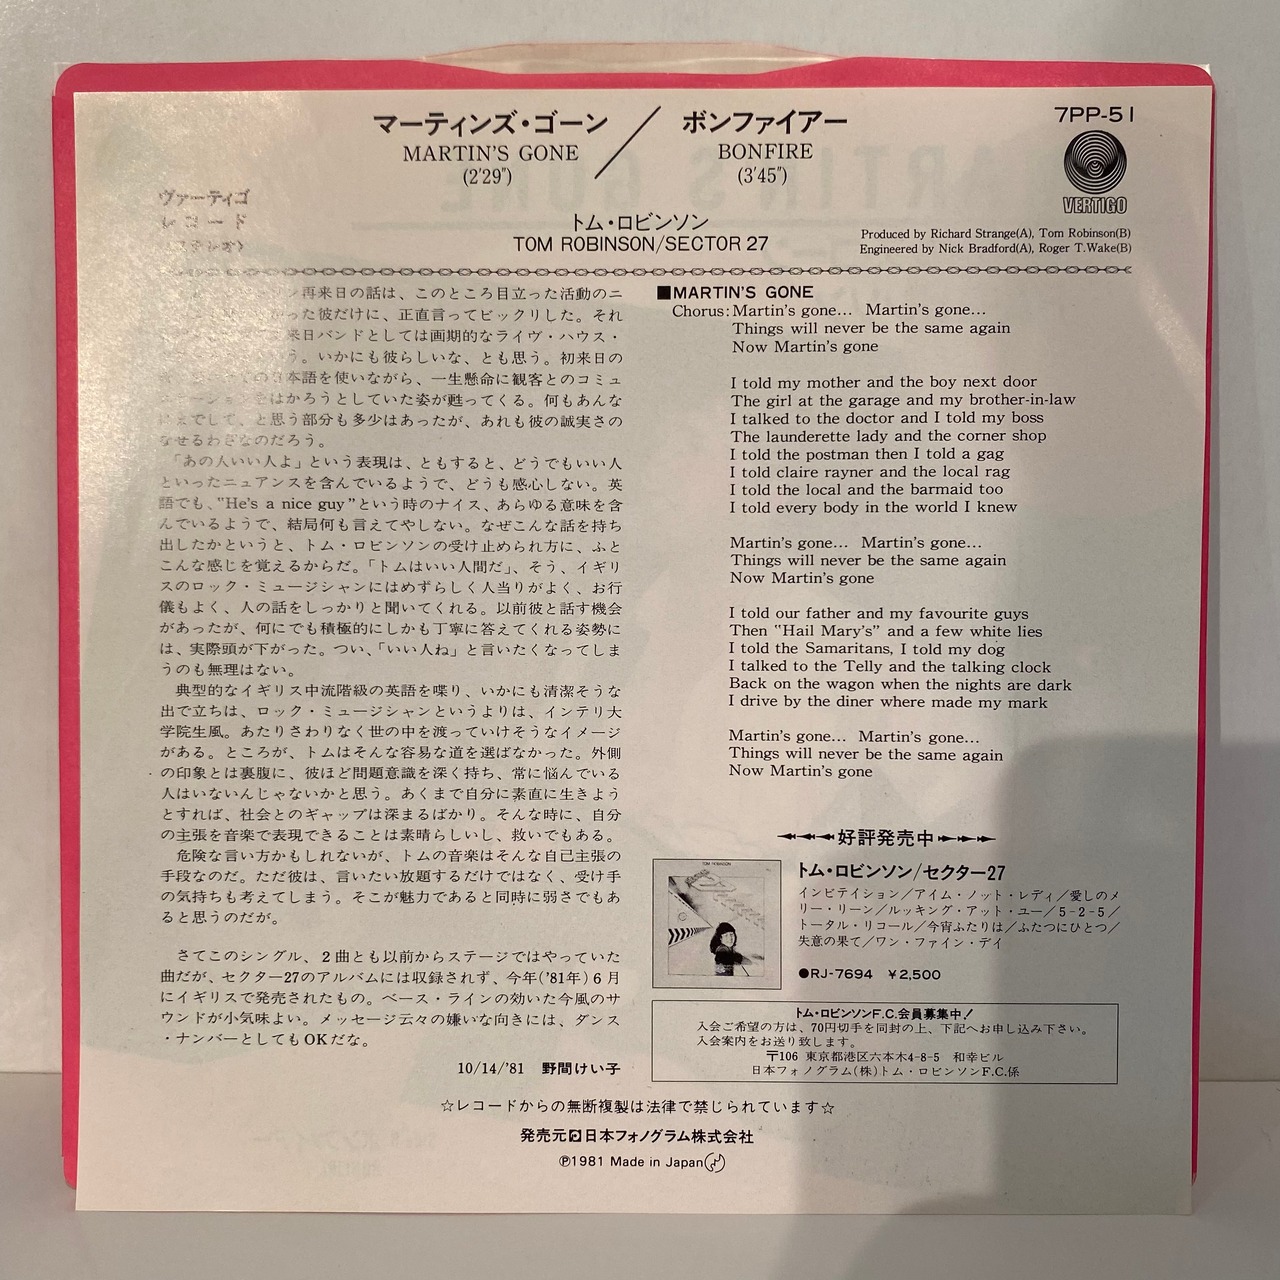 マーティンズ・ゴーン／ボンファイアー
MARTIN'S GONE BONFIRE
(2′29″) (3′45″)
7PP-51
VERTIGO
ヴァーティゴ
レコード
トム・ロビンソン
TOM ROBINSON/SECTOR 27
Produced by Richard Strange(A), Tom Robinson(B)
Engineered by Nick Bradford(A), Roger T.Wake(B)
再来日の話は、このところ目立った活動のニ
った彼だけに、正直言ってビックリした。それ
来日バンドとしては画期的なライヴ・ハウス・
う。いかにも彼らしいな、とも思う。初来日の
本語を使いながら、一生懸命に観客とのコミュ
ーションをはかろうとしていた姿が甦ってくる。何もあんな
にまでして、と思う部分も多少はあったが、あれも彼の誠実さの
なせるわざなのだろう。
「あの人いい人よ」という表現は、ともすると、どうでもいい人
といったニュアンスを含んでいるようで、どうも感心しない。英
語でも、“He's a nice guy”という時のナイス、あらゆる意味を含
んでいるようで、結局何も言えてやしない。なぜこんな話を持ち
出したかというと、トム・ロビンソンの受け止められ方に、ふと
こんな感じを覚えるからだ。「トムはいい人間だ」、そう、イギリ
スのロック・ミュージシャンにはめずらしく人当りがよく、お行
儀もよく、人の話をしっかりと聞いてくれる。以前彼と話す機会
があったが、何にでも積極的にしかも丁寧に答えてくれる姿勢に
は、実際頭が下がった。つい、「いい人ね」と言いたくなってしま
うのも無理はない。
典型的なイギリス中流階級の英語を喋り、いかにも清潔そうな
出で立ちは、ロック・ミュージシャンというよりは、インテリ大
学院生風。あたりさわりなく世の中を渡っていけそうなイメージ
がある。ところが、トムはそんな容易な道を選ばなかった。外側
の印象とは裏腹に、彼ほど問題意識を深く持ち、常に悩んでいる
人はいないんじゃないかと思う。あくまで自分に素直に生きよう
とすれば、社会とのギャップは深まるばかり。そんな時に、自分
の主張を音楽で表現できることは素晴らしいし、救いでもある。
危険な言い方かもしれないが、トムの音楽はそんな自己主張の
手段なのだ。ただ彼は、言いたい放題するだけではなく、受け手
の気持ちも考えてしまう。そこが魅力であると同時に弱さでもあ
ると思うのだが。
さてこのシングル、2曲とも以前からステージではやっていた
曲だが、セクター27のアルバムには収録されず、今年('81年)6月
にイギリスで発売されたもの。ベース・ラインの効いた今風のサ
ウンドが小気味よい。メッセージ云々の嫌いな向きには、ダンス
・ナンバーとしてもOKだな。
10/14/'81 野間けい子
■MARTIN'S GONE
Chorus:Martin's gone... Martin's gone...
Things will never be the same again
Now Martin's gone
I told my mother and the boy next door
The girl at the garage and my brother-in-law
I talked to the doctor and I told my boss
The launderette lady and the corner shop
I told the postman then I told a gag
I told claire rayner and the local rag
I told the local and the barmaid too
I told every body in the world I knew
Martin's gone... Martin's gone...
Things will never be the same again
Now Martin's gone
I told our father and my favourite guys
Then “Hail Mary's” and a few white lies
I told the Samaritans, I told my dog
I talked to the Telly and the talking clock
Back on the wagon when the nights are dark
I drive by the diner where made my mark
Martin's gone... Martin's gone...
Things will never be the same again
Now Martin's gone
好評発売中
TOM ROBINSON
トム・ロビンソン/セクター27
インビテイション／アイム・ノット・レディ／愛しのメ
リー・リーン／ルッキング・アット・ユー／5-2-5／
トータル・リコール／今宵ふたりは／ふたつにひとつ／
失意の果て／ワン・ファイン・デイ
●RJ-7694 ￥2,500
トム・ロビンソンF.C.会員募集中!
入会ご希望の方は、70円切手を同封の上、下記へお申し込み下さい。
入会案内をお送り致します。
〒106 東京都港区六本木4-8-5 和幸ビル
日本フォノグラム(株)トム・ロビンソンF.C.係
☆レコードからの無断複製は法律で禁じられています☆
発売元 日本フォノグラム株式会社
Ⓟ1981 Made in Japan